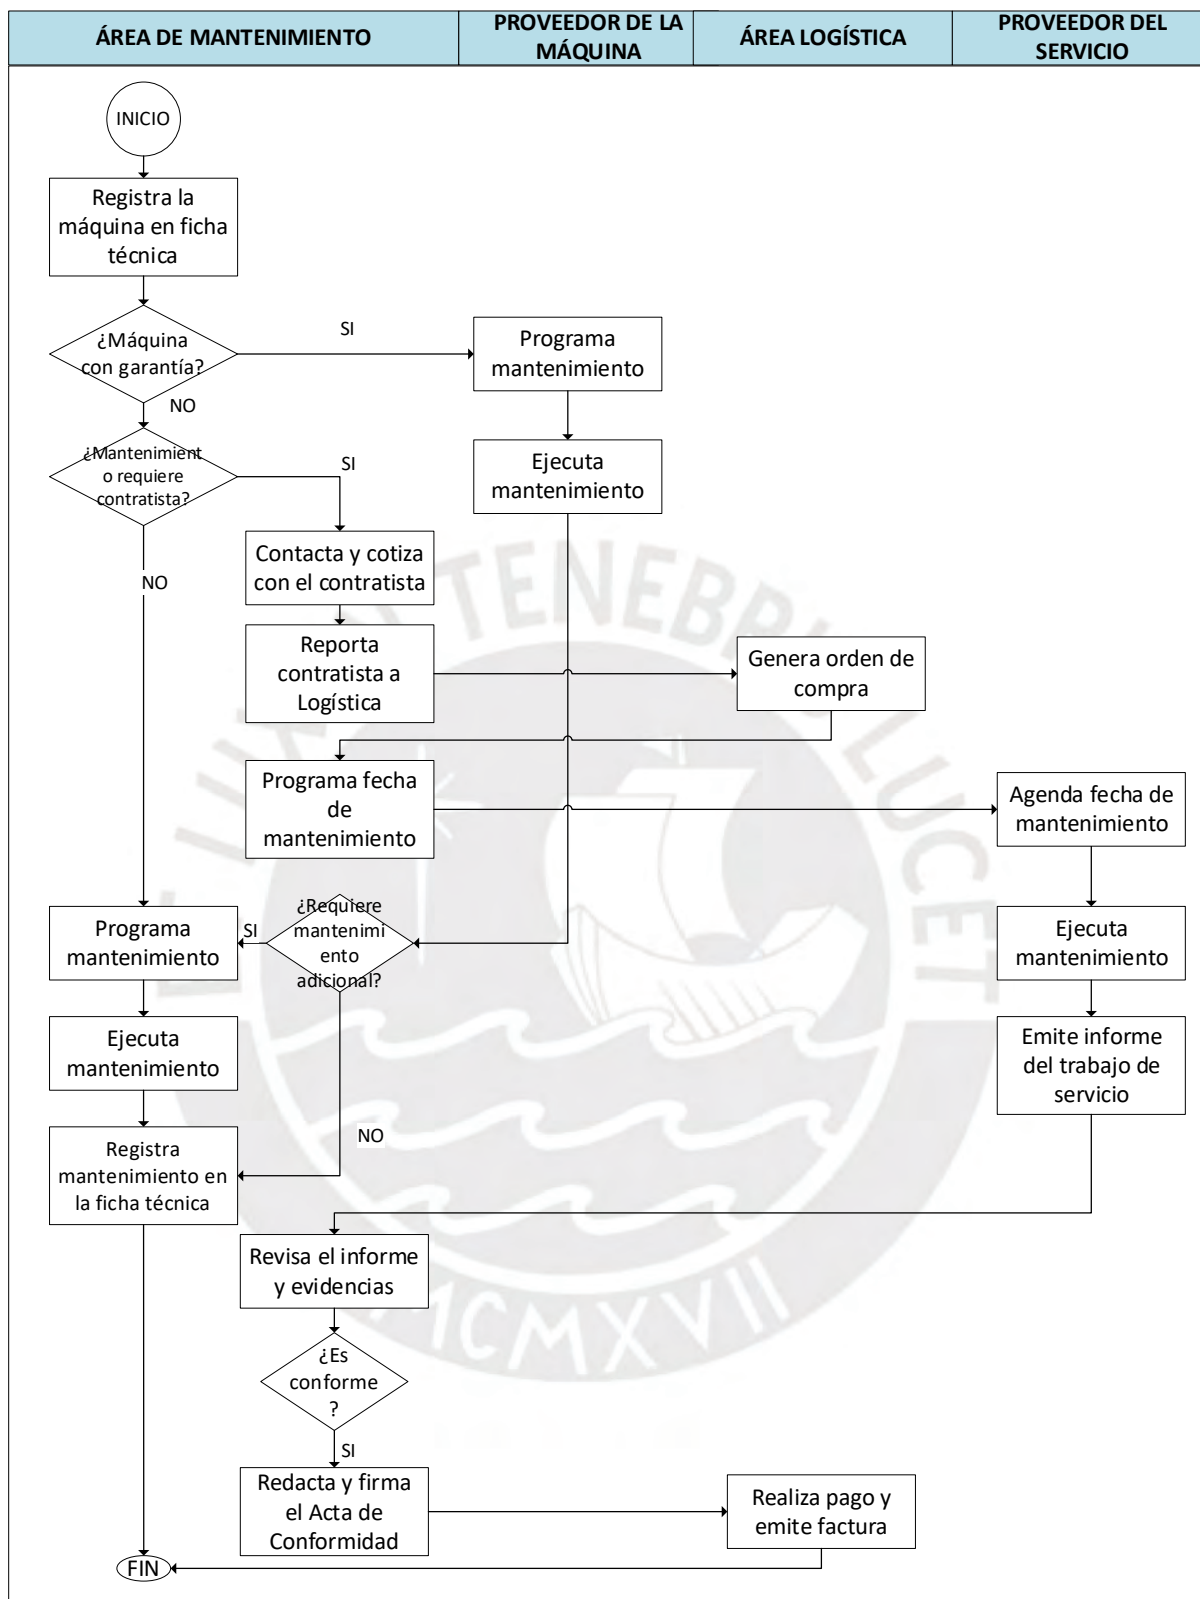 ÁREA DE MANTENIMIENTO
PROVEEDOR DE LA
MÁQUINA
ÁREA LOGÍSTICA
PROVEEDOR DEL
SERVICIO
INICIO
Registra la
máquina en ficha
técnica
¿Máquina
con garantía?
SI
Programa
mantenimiento
NO
¿Mantenimient
o requiere
contratista?
SI
Ejecuta
mantenimiento
NO
Contacta y cotiza
con el contratista
Reporta
contratista a
Logística
Genera orden de
compra
Programa fecha
de
mantenimiento
Agenda fecha de
mantenimiento
Programa
mantenimiento
SI
¿Requiere
mantenimi
ento
adicional?
Ejecuta
mantenimiento
Ejecuta
mantenimiento
Emite informe
del trabajo de
servicio
NO
Registra
mantenimiento en
la ficha técnica
Revisa el informe
y evidencias
¿Es
conforme
?
SI
Redacta y firma
el Acta de
Conformidad
Realiza pago y
emite factura
FIN
TENEBRIS LUCET
MCMXVII